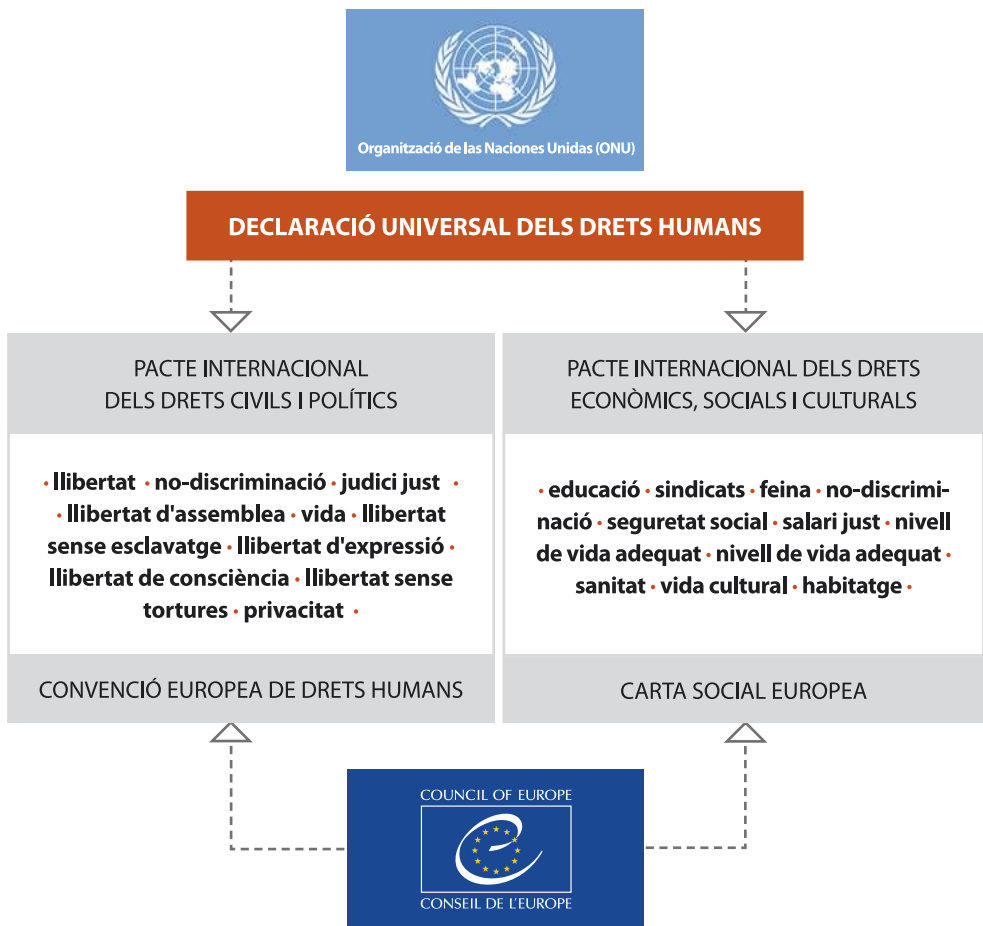 Organització de las Naciones Unidas (ONU)
DECLARACIÓ UNIVERSAL DELS DRETS HUMANS
PACTE INTERNACIONAL
DELS DRETS CIVILS I POLÍTICS
· llibertat · no-discriminació · judici just ·
· llibertat d'assemblea · vida · llibertat
sense esclavatge · llibertat d'expressió ·
llibertat de consciència · llibertat sense
tortures · privacitat ·
CONVENCIÓ EUROPEA DE DRETS HUMANS
PACTE INTERNACIONAL DELS DRETS
ECONÒMICS, SOCIALS I CULTURALS
· educació · sindicats · feina · no-discrimi-
nació · seguretat social · salari just · nivell
de vida adequat · nivell de vida adequat ·
sanitat · vida cultural · habitatge ·
CARTA SOCIAL EUROPEA
COUNCIL OF EUROPE
CONSEIL DE L'EUROPE